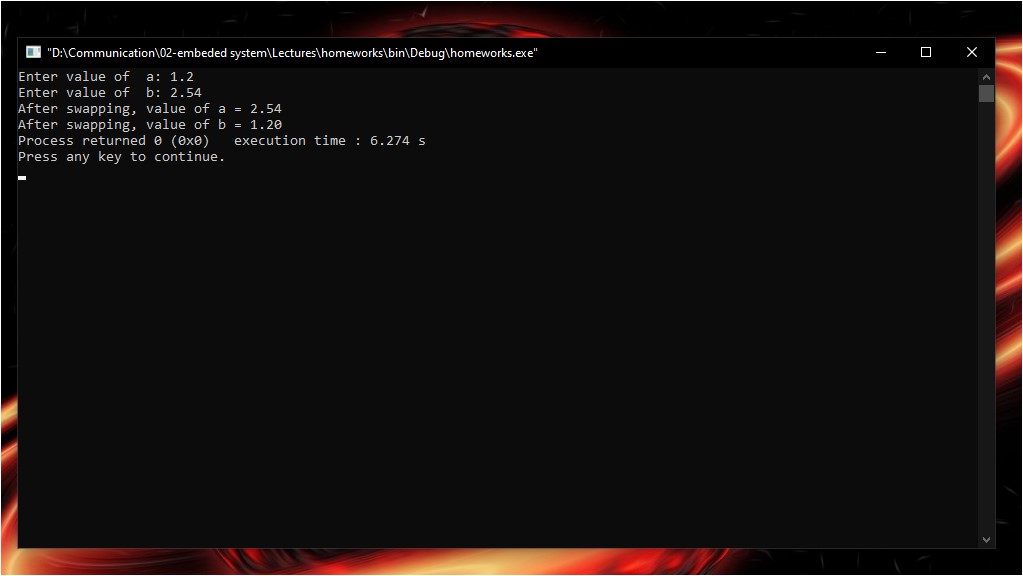 "D:\Communication\02-embeded system\Lectures\homeworks\bin\Debug\homeworks.exe"
Enter value of  a: 1.2
Enter value of  b: 2.54
After swapping, value of a = 2.54
After swapping, value of b = 1.20
Process returned 0 (0x0)   execution time : 6.274 s
Press any key to continue.